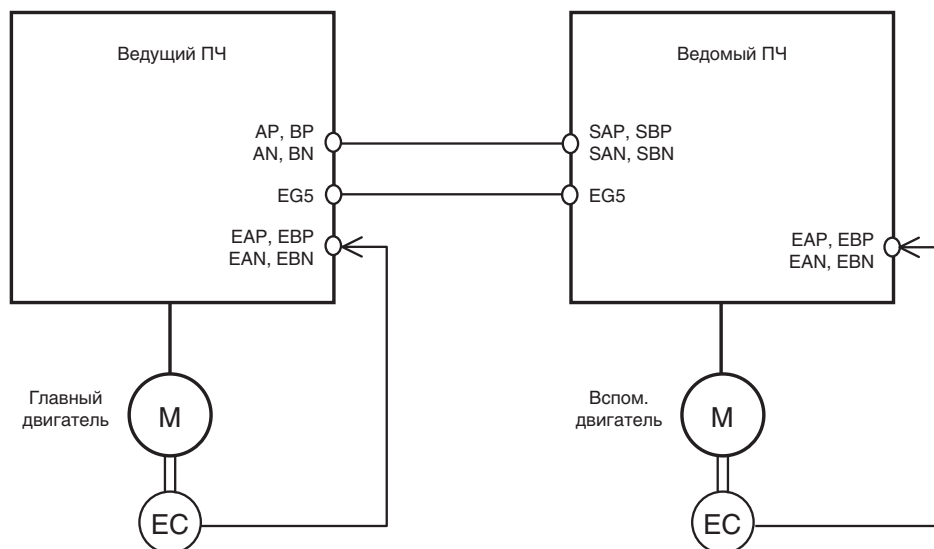 Ведущий ПЧ
AP, BP
AN, BN
EG5
EAP, EBP
EAN, EBN
Главный
двигатель
M
EC
Ведомый ПЧ
SAP, SBP
SAN, SBN
EG5
EAP, EBP
EAN, EBN
Вспом.
двигатель
M
EC